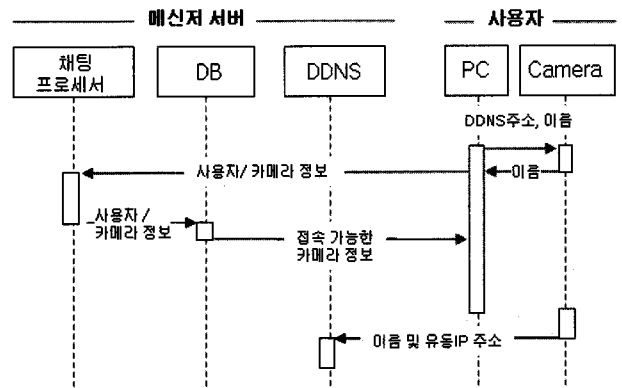 메신저 서버
사용자
채팅
프로세서
DB
DDNS
PC
Camera
DDNS주소, 이름
사용자/ 카메라 정보
이름
사용자 /
카메라 정보
접속 가능한
카메라 정보
이름 및 유동IP 주소